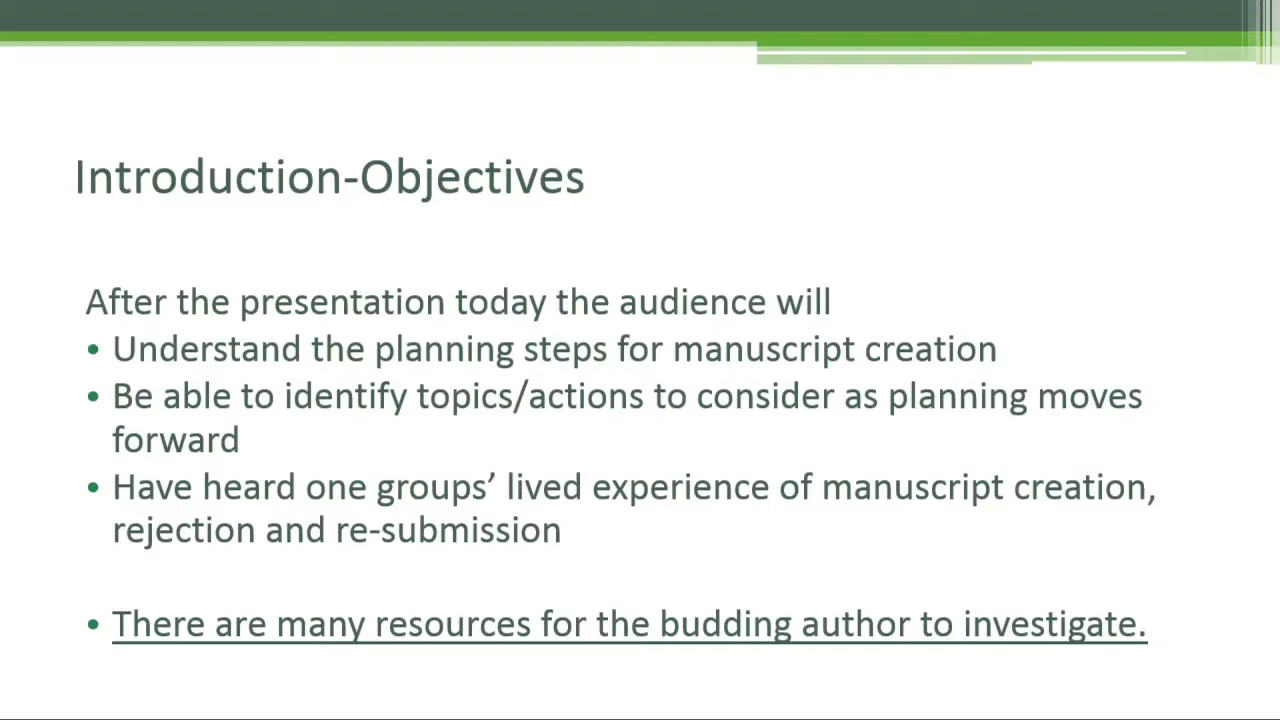 Introduction-Objectives
After the presentation today the audience will
• Understand the planning steps for manuscript creation
• Be able to identify topics/actions to consider as planning moves
forward
• Have heard one groups’ lived experience of manuscript creation,
rejection and re-submission
• There are many resources for the budding author to investigate.